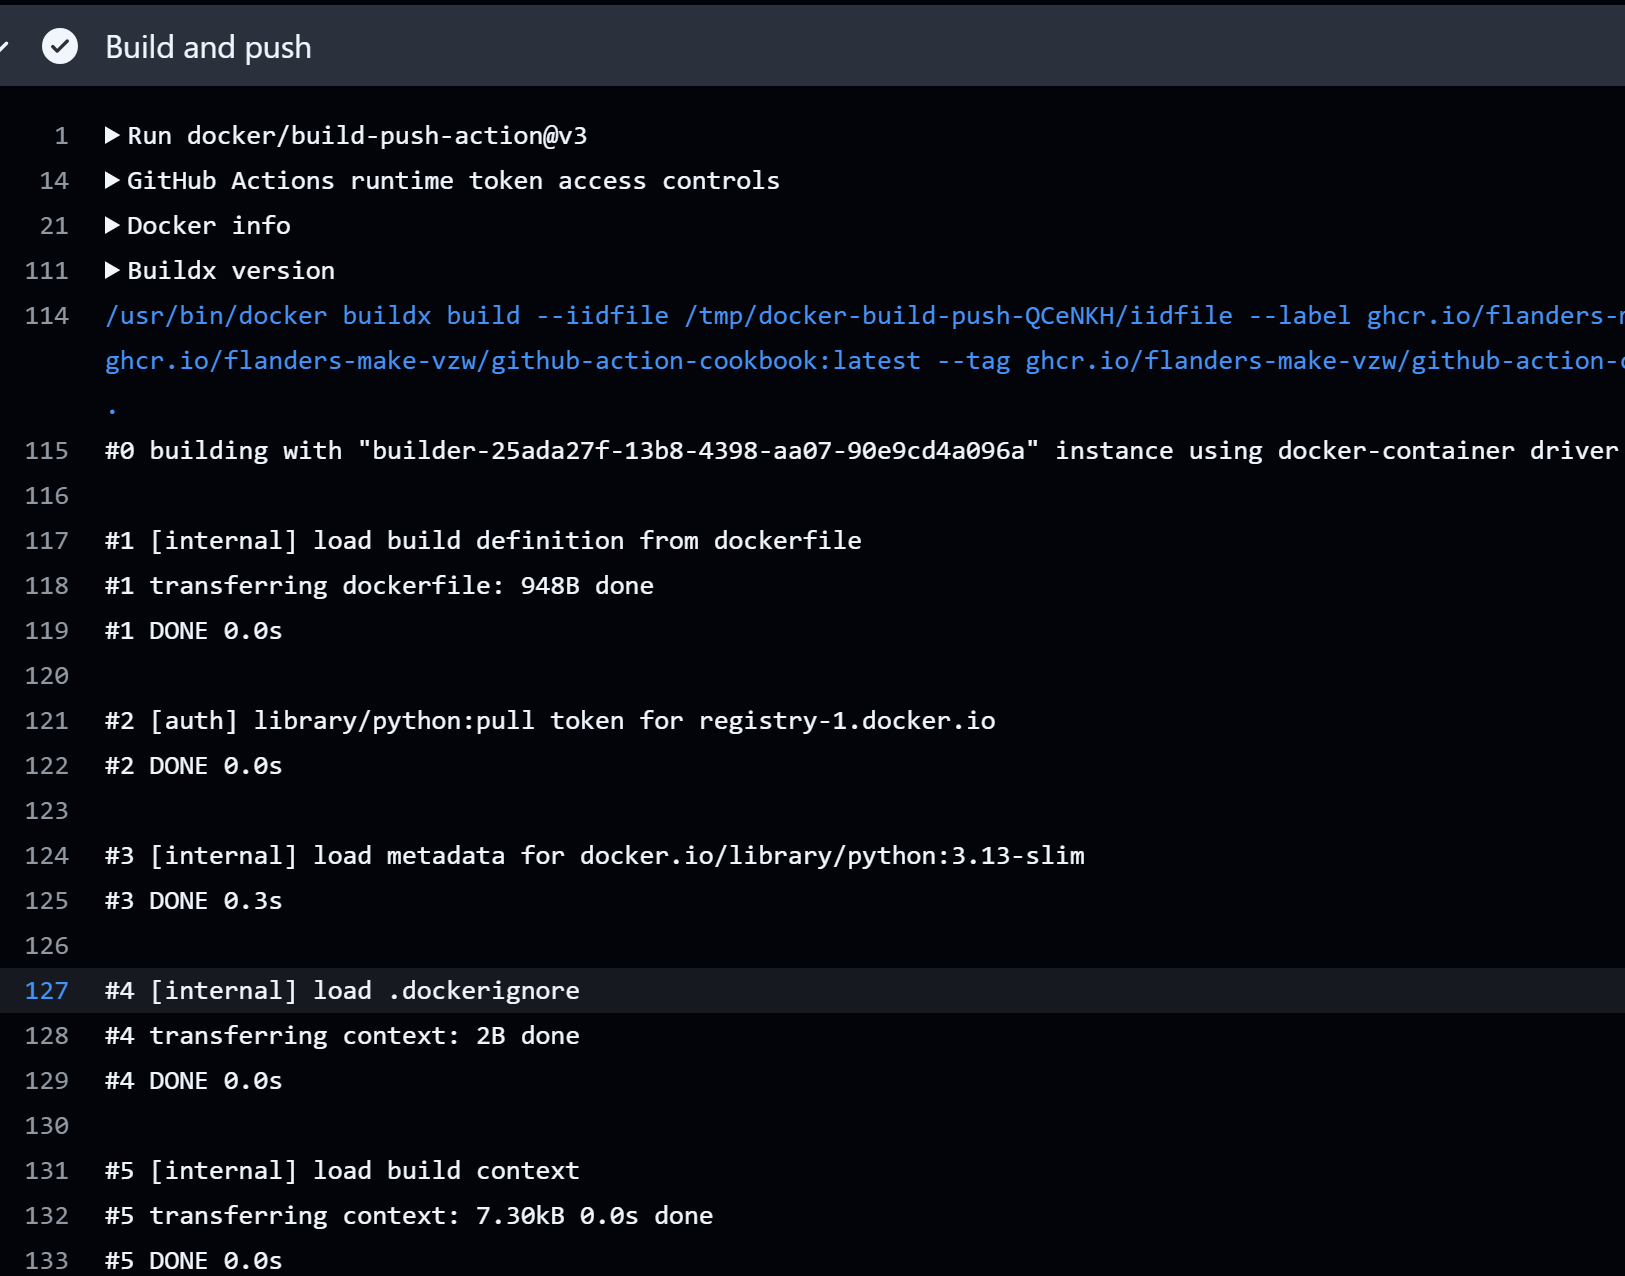 Build and push
1 Run docker/build-push-action@v3
14 GitHub Actions runtime token access controls
21 Docker info
111 Buildx version
114 /usr/bin/docker buildx build --iidfile /tmp/docker-build-push-QCeNKH/iidfile --label ghcr.io/flanders-
ghcr.io/flanders-make-vzw/github-action-cookbook:latest --tag ghcr.io/flanders-make-vzw/github-action-
.
115 #0 building with "builder-25ada27f-13b8-4398-aa07-90e9cd4a096a" instance using docker-container driver
116
117 #1 [internal] load build definition from dockerfile
118 #1 transferring dockerfile: 948B done
119 #1 DONE 0.0s
120
121 #2 [auth] library/python:pull token for registry-1.docker.io
122 #2 DONE 0.0s
123
124 #3 [internal] load metadata for docker.io/library/python:3.13-slim
125 #3 DONE 0.3s
126
127 #4 [internal] load .dockerignore
128 #4 transferring context: 2B done
129 #4 DONE 0.0s
130
131 #5 [internal] load build context
132 #5 transferring context: 7.30kB 0.0s done
133 #5 DONE 0.0s